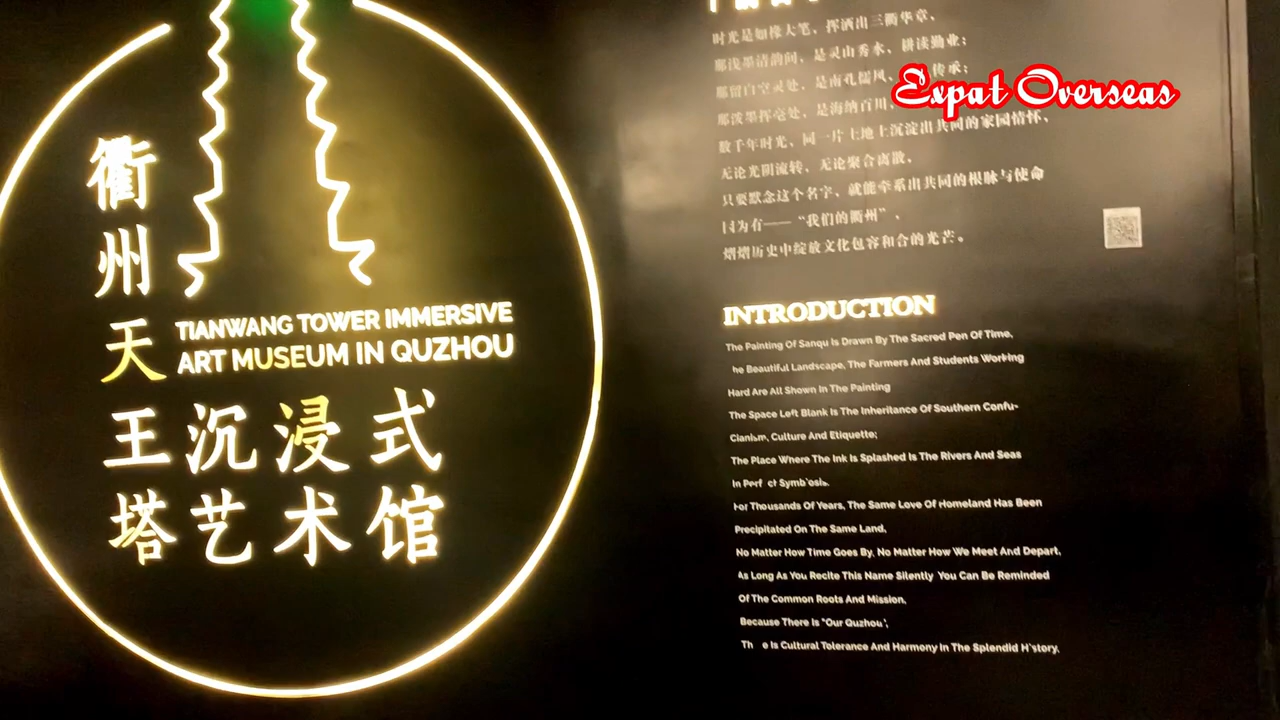 衢
州
天
TIANWANG TOWER IMMERSIVE
ART MUSEUM IN QUZHOU
王沉浸式
塔艺术馆
时光是如椽大笔、挥洒出三衢华章、
那浅墨清韵间、是灵山秀水、耕读勤业；
那留白空灵处、是南孔儒风、传承；
那泼墨挥毫处、是海纳百川、
数千年时光、同一片土地上沉淀出共同的家园情怀、
无论光阴流转、无论聚合离散、
只要默念这个名字、就能牵系出共同的根脉与使命
因为有——“我们的衢州”、
熠熠历史中绽放文化包容和合的光芒。
Expat Overseas
INTRODUCTION
The Painting Of Sanqu Is Drawn By The Sacred Pen Of Time,
he Beautiful Landscape, The Farmers And Students Working
Hard Are All Shown In The Painting
The Space Left Blank Is The Inheritance Of Southern Confu-
cianism, Culture And Etiquette;
The Place Where The Ink Is Splashed Is The Rivers And Seas
In Perf ct Symb osis.
For Thousands Of Years, The Same Love Of Homeland Has Been
Precipitated On The Same Land,
No Matter How Time Goes By, No Matter How We Meet And Depart,
As Long As You Recite This Name Silently You Can Be Reminded
Of The Common Roots And Mission,
Because There Is "Our Quzhou",
Th e Is Cultural Tolerance And Harmony In The Splendid H story.